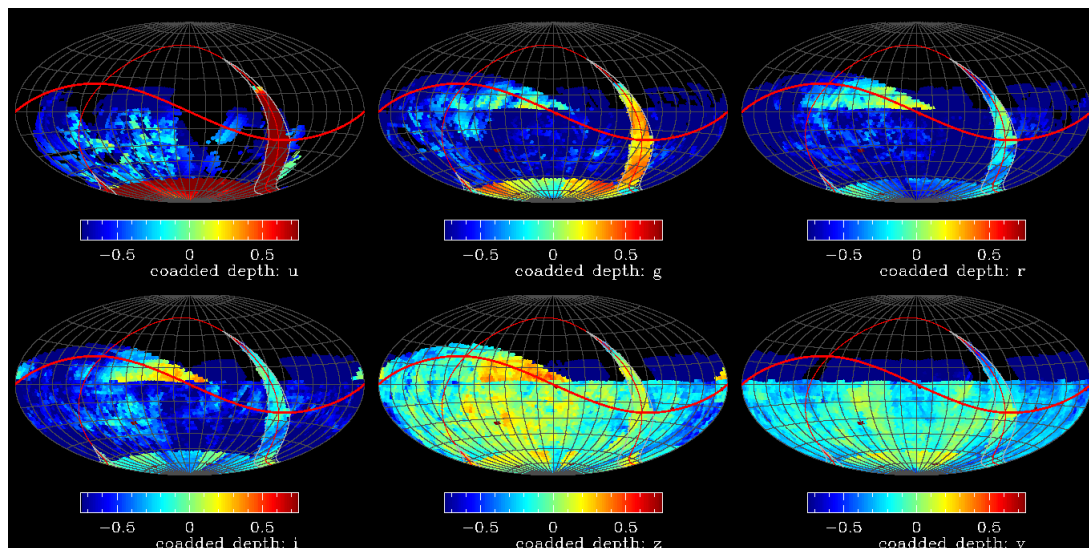 −0.5 0 0.5
coadded depth: u
−0.5 0 0.5
coadded depth: g
−0.5 0 0.5
coadded depth: r
−0.5 0 0.5
coadded depth: i
−0.5 0 0.5
coadded depth: z
−0.5 0 0.5
coadded depth: y